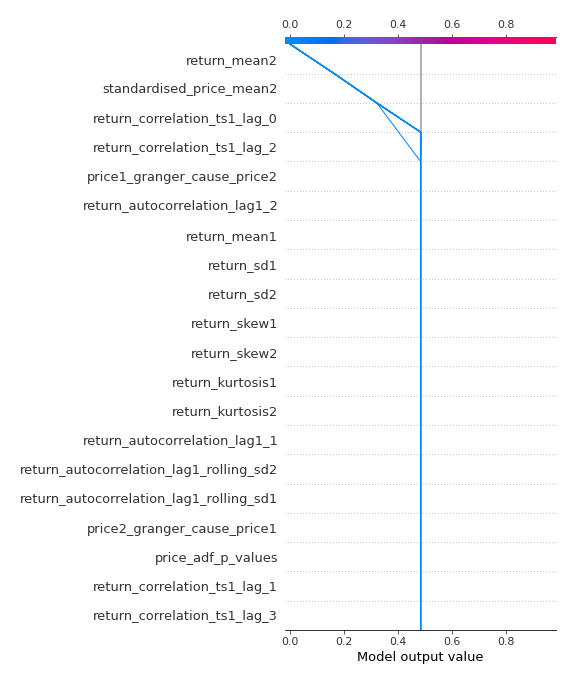 0.0 0.2 0.4 0.6 0.8
return_mean2
standardised_price_mean2
return_correlation_ts1_lag_0
return_correlation_ts1_lag_2
price1_granger_cause_price2
return_autocorrelation_lag1_2
return_mean1
return_sd1
return_sd2
return_skew1
return_skew2
return_kurtosis1
return_kurtosis2
return_autocorrelation_lag1_1
return_autocorrelation_lag1_rolling_sd2
return_autocorrelation_lag1_rolling_sd1
price2_granger_cause_price1
price_adf_p_values
return_correlation_ts1_lag_1
return_correlation_ts1_lag_3
0.0 0.2 0.4 0.6 0.8
Model output value